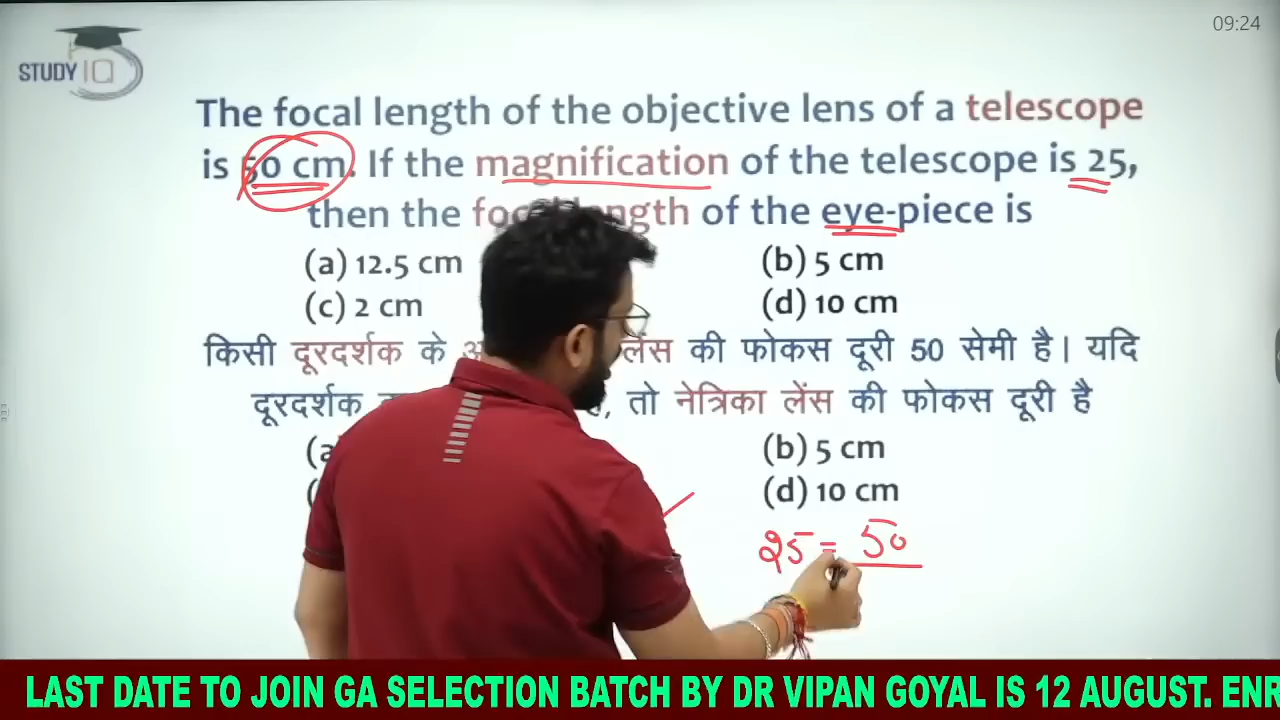 09:24
STUDY IQ
The focal length of the objective lens of a telescope
is 50 cm. If the magnification of the telescope is 25,
then the focal length of the eye-piece is
(a) 12.5 cm (b) 5 cm
(c) 2 cm (d) 10 cm
किसी दूरदर्शक के लेंस की फोकस दूरी 50 सेमी है। यदि
दूरदर्शक तो नेत्रिका लेंस की फोकस दूरी है
(a (b) 5 cm
( (d) 10 cm
25 = 50
LAST DATE TO JOIN GA SELECTION BATCH BY DR VIPAN GOYAL IS 12 AUGUST. ENR